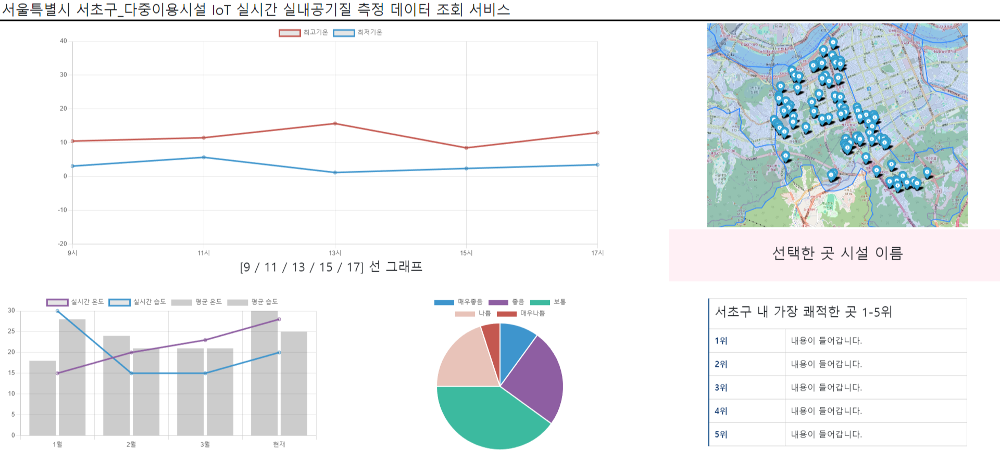 서울특별시 서초구_다중이용시설 IoT 실시간 실내공기질 측정 데이터 조회 서비스
최고기온 최저기온
40
30
20
10
0
-10
-20
9시 11시 13시 15시 17시
[9 / 11 / 13 / 15 / 17] 선 그래프
선택한 곳 시설 이름
실시간 온도 실시간 습도 평균 온도 평균 습도
30
25
20
15
10
5
0
1월 2월 3월 현재
매우좋음 좋음 보통
나쁨 매우나쁨
서초구 내 가장 쾌적한 곳 1-5위
1위 내용이 들어갑니다.
2위 내용이 들어갑니다.
3위 내용이 들어갑니다.
4위 내용이 들어갑니다.
5위 내용이 들어갑니다.